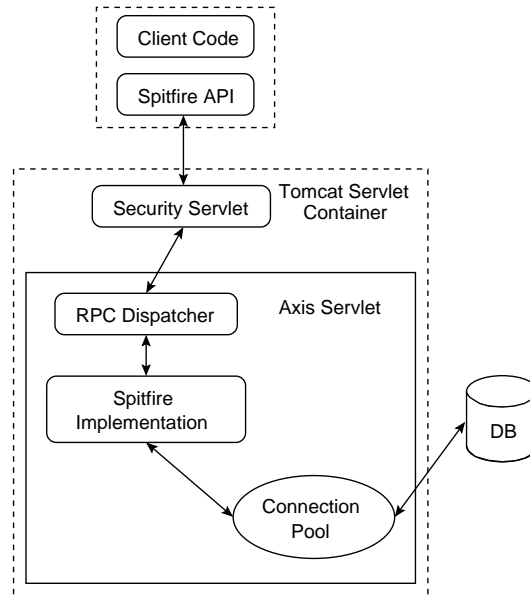 Client Code
Spitfire API
Tomcat Servlet
Container
Security Servlet
Axis Servlet
RPC Dispatcher
Spitfire
Implementation
DB
Connection
Pool